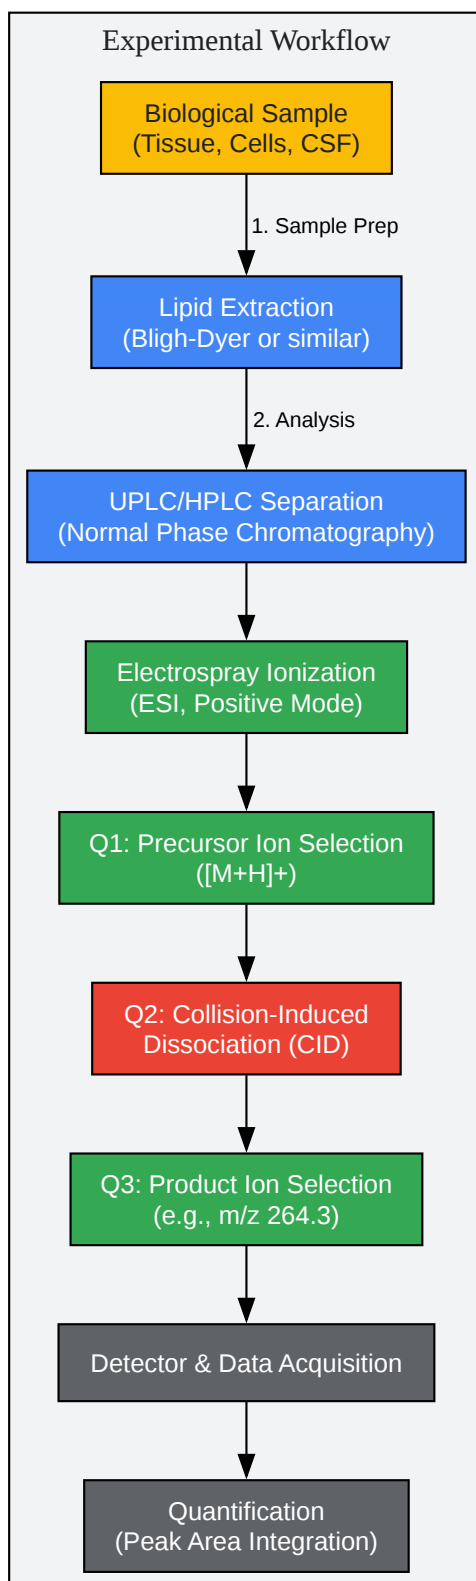 Experimental Workflow
Biological Sample
(Tissue, Cells, CSF)
1. Sample Prep
Lipid Extraction
(Bligh-Dyer or similar)
2. Analysis
UPLC/HPLC Separation
(Normal Phase Chromatography)
Electrospray Ionization
(ESI, Positive Mode)
Q1: Precursor Ion Selection
([M+H]+)
Q2: Collision-Induced
Dissociation (CID)
Q3: Product Ion Selection
(e.g., m/z 264.3)
Detector & Data Acquisition
Quantification
(Peak Area Integration)